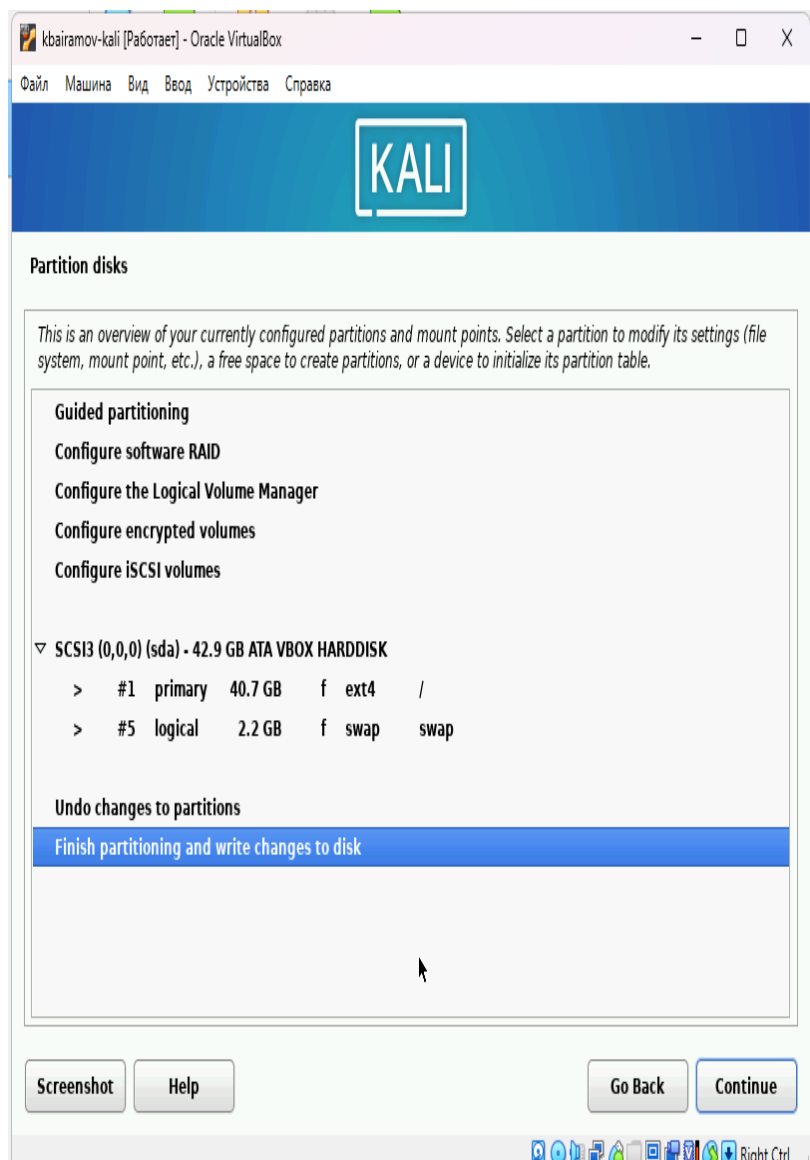 kbairamov-kali [Работает] - Oracle VirtualBox
Файл Машина Вид Ввод Устройства Справка
KALI
Partition disks
This is an overview of your currently configured partitions and mount points. Select a partition to modify its settings (file
system, mount point, etc.), a free space to create partitions, or a device to initialize its partition table.
Guided partitioning
Configure software RAID
Configure the Logical Volume Manager
Configure encrypted volumes
Configure iSCSI volumes
SCSI3 (0,0,0) (sda) - 42.9 GB ATA VBOX HARDDISK
> #1 primary 40.7 GB f ext4 /
> #5 logical 2.2 GB f swap swap
Undo changes to partitions
Finish partitioning and write changes to disk
Screenshot Help Go Back Continue
Right Ctrl